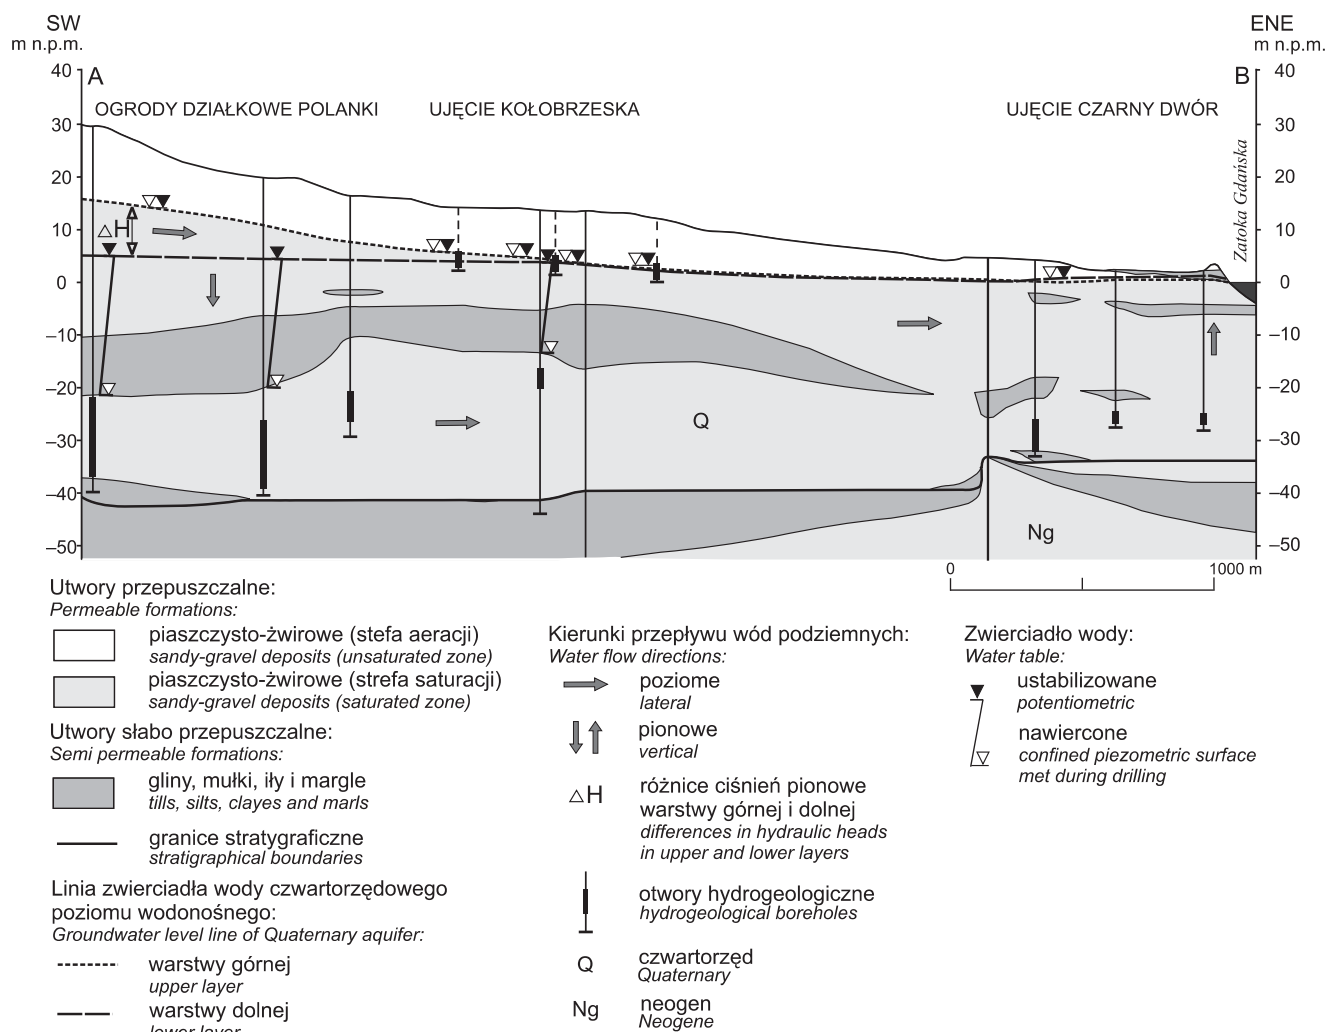 SW
ENE
m n.p.m.
m n.p.m.
40
A
B
40
OGRODY DZIAŁKOWE POLANKI
UJĘCIE KOŁOBRZESKA
UJĘCIE CZARNY DWÓR
30
30
Zatoka Gdańska
20
20
10
△H
10
0
0
–10
–10
–20
–20
Q
–30
–30
–40
–40
Ng
–50
–50
0
1000 m
Utwory przepuszczalne:
Permeable formations:
piaszczysto-żwirowe (stefa aeracji)
sandy-gravel deposits (unsaturated zone)
piaszczysto-żwirowe (strefa saturacji)
sandy-gravel deposits (saturated zone)
Utwory słabo przepuszczalne:
Semi permeable formations:
gliny, mułki, iły i margle
tills, silts, clayes and marls
granice stratygraficzne
stratigraphical boundaries
Linia zwierciadła wody czwartorzędowego
poziomu wodonośnego:
Groundwater level line of Quaternary aquifer:
warstwy górnej
upper layer
warstwy dolnej
lower layer
Kierunki przepływu wód podziemnych:
Water flow directions:
poziome
lateral
pionowe
vertical
△H
różnice ciśnień pionowe
warstwy górnej i dolnej
differences in hydraulic heads
in upper and lower layers
otwory hydrogeologiczne
hydrogeological boreholes
Q
czwartorzęd
Quaternary
Ng
neogen
Neogene
Zwierciadło wody:
Water table:
ustabilizowane
potentiometric
nawiercone
confined piezometric surface
met during drilling